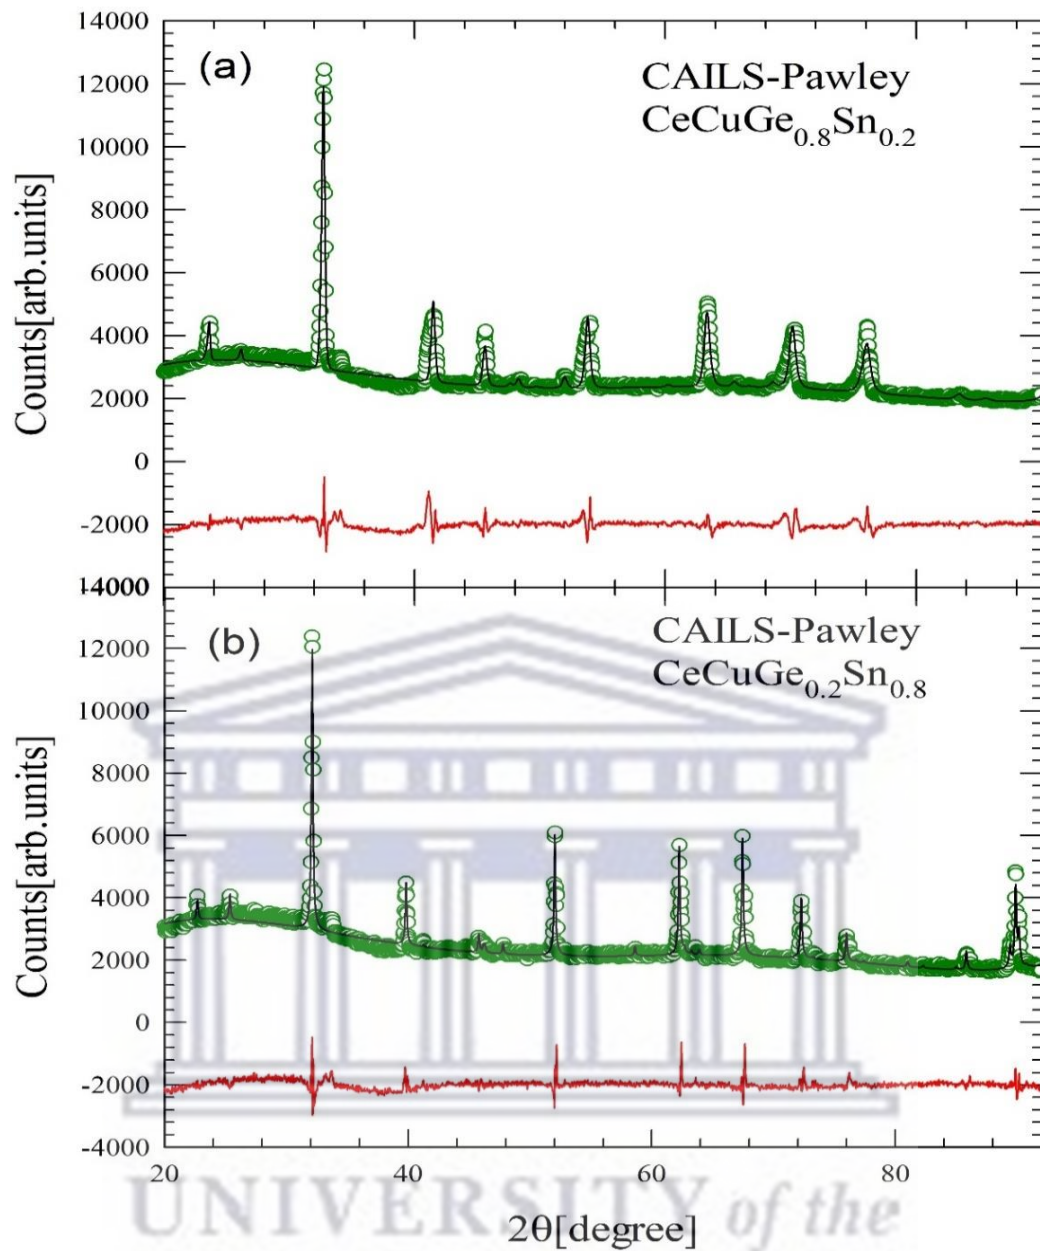 14000
(a)
CAILS-Pawley
CeCuGe0.8Sn0.2
12000
10000
8000
6000
4000
2000
0
-2000
Counts[arb.units]
-4000
14000
(b)
CAILS-Pawley
CeCuGe0.2Sn0.8
12000
10000
8000
6000
4000
2000
0
-2000
-4000
Counts[arb.units]
20 40 60 80
2θ[degree]
UNIVERSITY of the